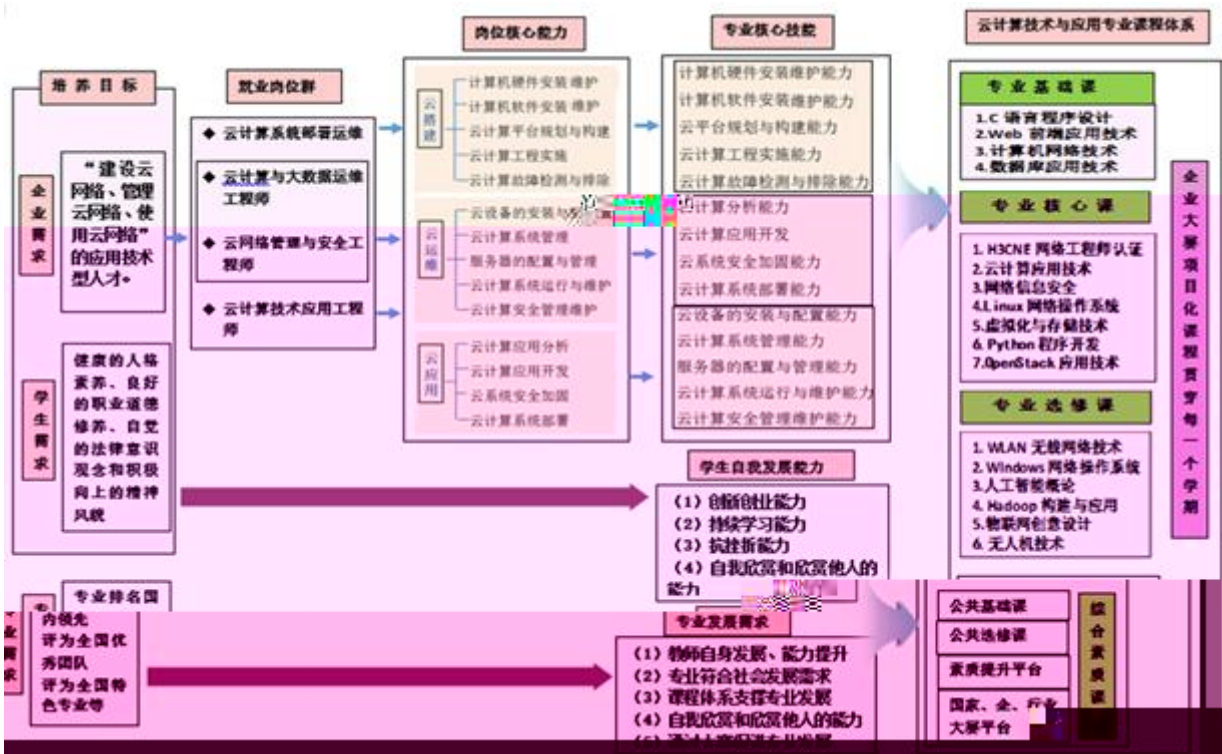 培养目标
企业需求
“建设云
网络、管理
云网络、使
用云网络”
的应用技术
型人才。
学生需求
健康的人格
素养、良好
的职业道德
修养、自觉
的法律意识
观念和积极
向上的精神
风貌
专业需求
专业排名国
内领先
评为全国优
秀团队
评为全国特
色专业等
就业岗位群
◆ 云计算系统部署运维
◆ 云计算与大数据运维
工程师
◆ 云网络管理与安全工
程师
◆ 云计算技术应用工程
师
岗位核心能力
云搭建
计算机硬件安装维护
计算机软件安装维护
云计算平台规划与构建
云计算工程实施
云计算故障检测与排除
云运维
云设备的安装与
云计算系统管理
服务器的配置与管理
云计算系统运行与维护
云计算安全管理维护
云应用
云计算应用分析
云计算应用开发
云系统安全加固
云计算系统部署
专业核心技能
计算机硬件安装维护能力
计算机软件安装维护能力
云平台规划与构建能力
云计算工程实施能力
云计算故障检测与排除能力
计算分析能力
云计算应用开发
云系统安全加固能力
云计算系统部署能力
云设备的安装与配置能力
云计算系统管理能力
服务器的配置与管理能力
云计算系统运行与维护能力
云计算安全管理维护能力
学生自我发展能力
（1）创新创业能力
（2）持续学习能力
（3）抗挫折能力
（4）自我欣赏和欣赏他人的
能力
专业发展需求
（1）教师自身发展、能力提升
（2）专业符合社会发展需求
（3）课程体系支撑专业发展
（4）自我欣赏和欣赏他人的能力
云计算技术与应用专业课程体系
专业基础课
1.C 语言程序设计
2.Web 前端应用技术
3.计算机网络技术
4.数据库应用技术
专业核心课
1. H3CNE 网络工程师认证
2.云计算应用技术
3.网络信息安全
4.Linux 网络操作系统
5.虚拟化与存储技术
6. Python 程序开发
7.OpenStack 应用技术
专业选修课
1. WLAN 无线网络技术
2. Windows 网络操作系统
3.人工智能概论
4. Hadoop 构建与应用
5.物联网创意设计
6. 无人机技术
企业大赛项目化课程贯穿每一个学期
公共基础课
公共选修课
素质提升平台
国家、企、行业
大赛平台
综合素质课